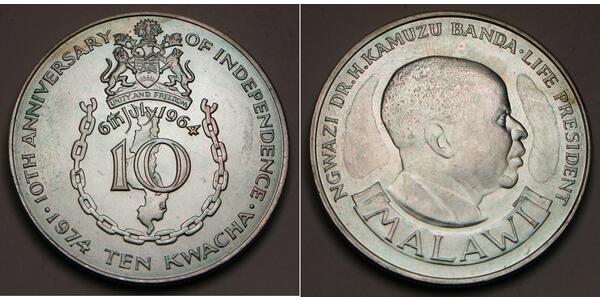 10TH ANNIVERSARY OF INDEPENDENCE · 1974 TEN KWACHA ·
UNITY AND FREEDOM
6th July 1964
10
NGWAZI DR. H. KAMUZU BANDA · LIFE PRESIDENT
MALAWI